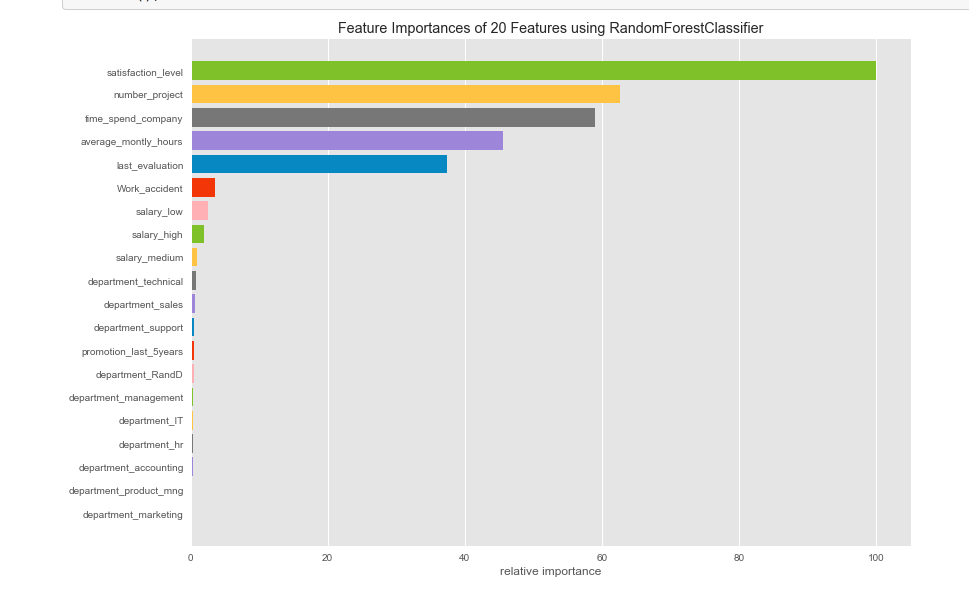 Feature Importances of 20 Features using RandomForestClassifier
satisfaction_level
number_project
time_spend_company
average_montly_hours
last_evaluation
Work_accident
salary_low
salary_high
salary_medium
department_technical
department_sales
department_support
promotion_last_5years
department_RandD
department_management
department_IT
department_hr
department_accounting
department_product_mng
department_marketing
0 20 40 60 80 100
relative importance